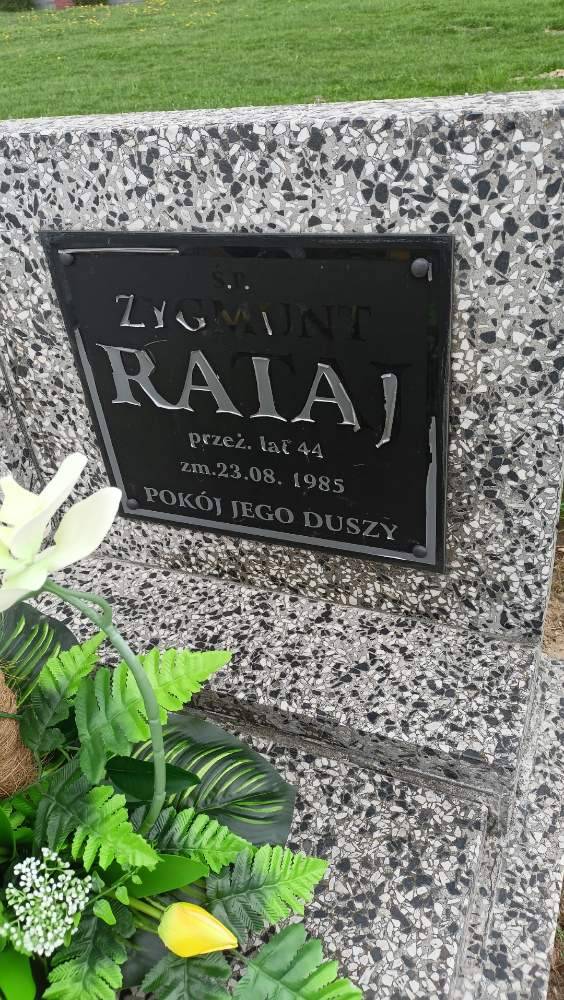 Ś.P.
ZYGMUNT
RATAJ
przeż. lat 44
zm.23.08. 1985
POKÓJ JEGO DUSZY